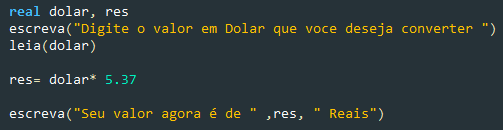 real dolar, res
escreva("Digite o valor em Dolar que voce deseja converter ")
leia(dolar)
res= dolar* 5.37
escreva("Seu valor agora é de " ,res, " Reais")